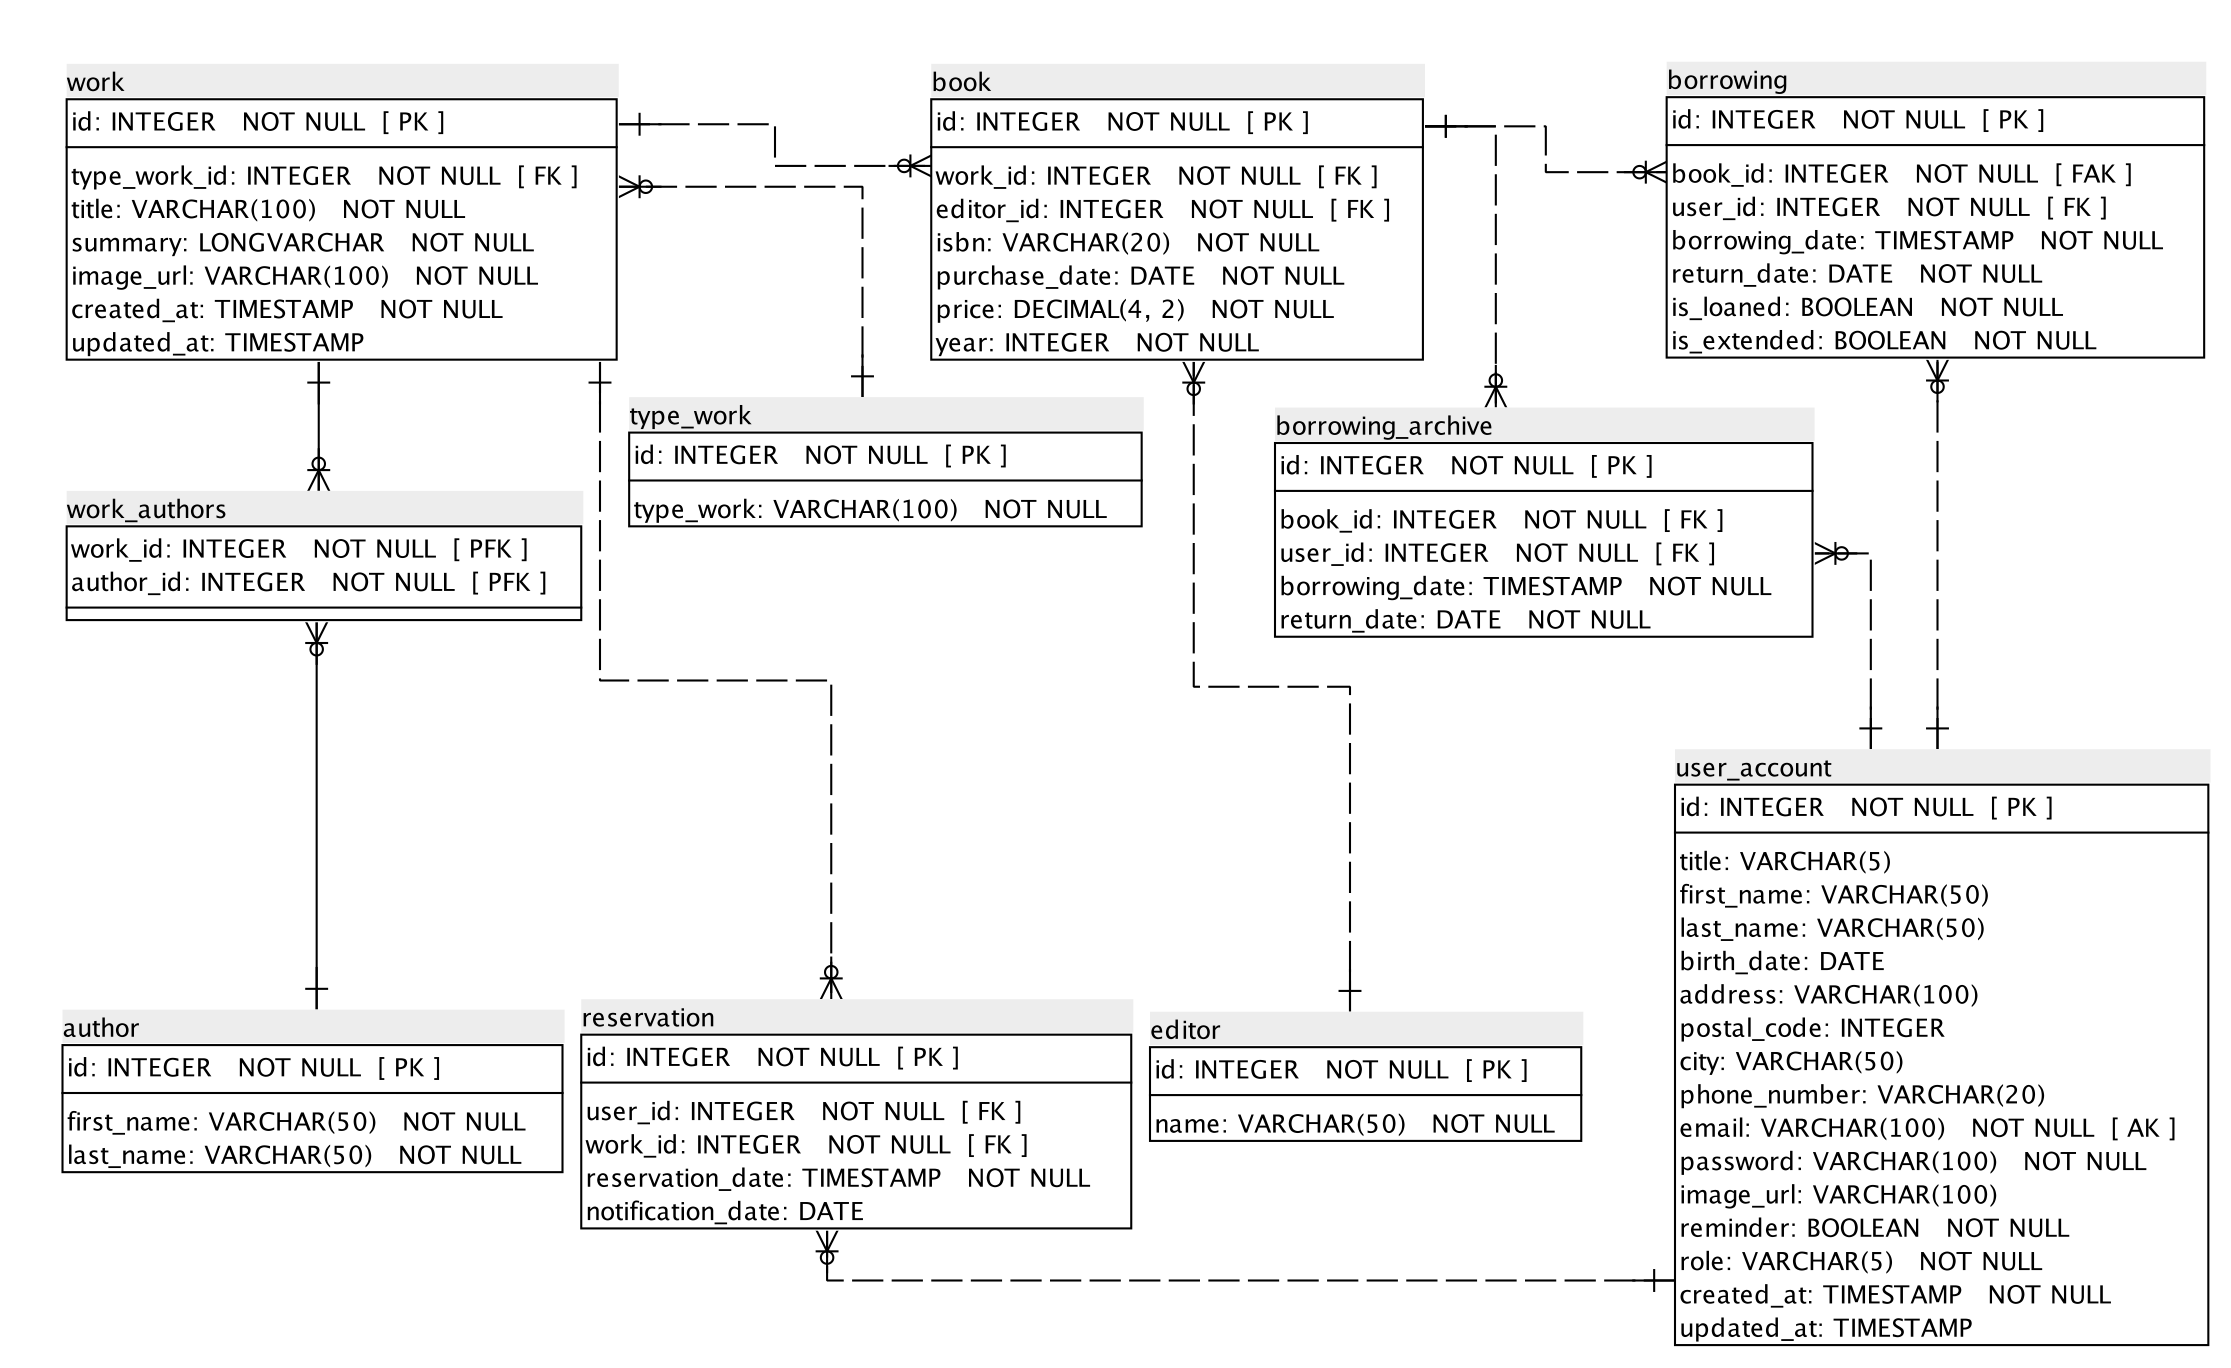 work
id: INTEGER NOT NULL [ PK ]
type_work_id: INTEGER NOT NULL [ FK ]
title: VARCHAR(100) NOT NULL
summary: LONGVARCHAR NOT NULL
image_url: VARCHAR(100) NOT NULL
created_at: TIMESTAMP NOT NULL
updated_at: TIMESTAMP
book
id: INTEGER NOT NULL [ PK ]
work_id: INTEGER NOT NULL [ FK ]
editor_id: INTEGER NOT NULL [ FK ]
isbn: VARCHAR(20) NOT NULL
purchase_date: DATE NOT NULL
price: DECIMAL(4, 2) NOT NULL
year: INTEGER NOT NULL
borrowing
id: INTEGER NOT NULL [ PK ]
book_id: INTEGER NOT NULL [ FAK ]
user_id: INTEGER NOT NULL [ FK ]
borrowing_date: TIMESTAMP NOT NULL
return_date: DATE NOT NULL
is_loaned: BOOLEAN NOT NULL
is_extended: BOOLEAN NOT NULL
type_work
id: INTEGER NOT NULL [ PK ]
type_work: VARCHAR(100) NOT NULL
borrowing_archive
id: INTEGER NOT NULL [ PK ]
book_id: INTEGER NOT NULL [ FK ]
user_id: INTEGER NOT NULL [ FK ]
borrowing_date: TIMESTAMP NOT NULL
return_date: DATE NOT NULL
work_authors
work_id: INTEGER NOT NULL [ PFK ]
author_id: INTEGER NOT NULL [ PFK ]
user_account
id: INTEGER NOT NULL [ PK ]
title: VARCHAR(5)
first_name: VARCHAR(50)
last_name: VARCHAR(50)
birth_date: DATE
address: VARCHAR(100)
postal_code: INTEGER
city: VARCHAR(50)
phone_number: VARCHAR(20)
email: VARCHAR(100) NOT NULL [ AK ]
password: VARCHAR(100) NOT NULL
image_url: VARCHAR(100)
reminder: BOOLEAN NOT NULL
role: VARCHAR(5) NOT NULL
created_at: TIMESTAMP NOT NULL
updated_at: TIMESTAMP
author
id: INTEGER NOT NULL [ PK ]
first_name: VARCHAR(50) NOT NULL
last_name: VARCHAR(50) NOT NULL
reservation
id: INTEGER NOT NULL [ PK ]
user_id: INTEGER NOT NULL [ FK ]
work_id: INTEGER NOT NULL [ FK ]
reservation_date: TIMESTAMP NOT NULL
notification_date: DATE
editor
id: INTEGER NOT NULL [ PK ]
name: VARCHAR(50) NOT NULL